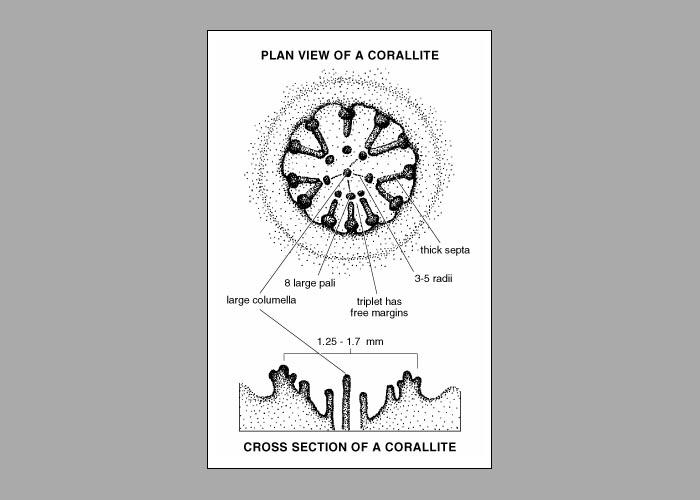 PLAN VIEW OF A CORALLITE
thick septa
3-5 radii
8 large pali
large columella
triplet has
free margins
1.25 - 1.7 mm
CROSS SECTION OF A CORALLITE